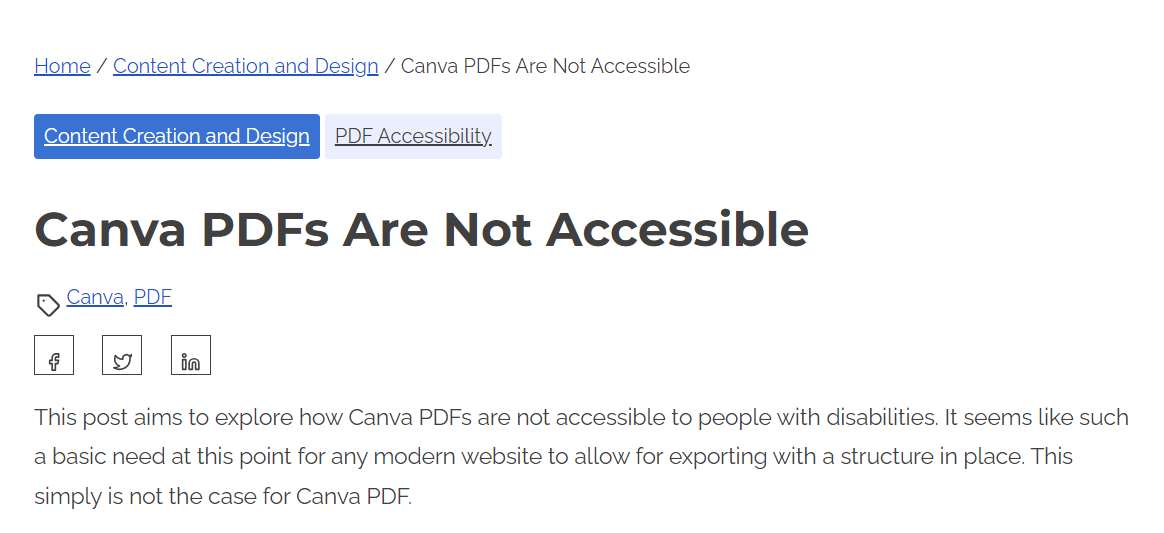 Home / Content Creation and Design / Canva PDFs Are Not Accessible
Content Creation and Design PDF Accessibility
Canva PDFs Are Not Accessible
Canva, PDF
This post aims to explore how Canva PDFs are not accessible to people with disabilities. It seems like such
a basic need at this point for any modern website to allow for exporting with a structure in place. This
simply is not the case for Canva PDF.